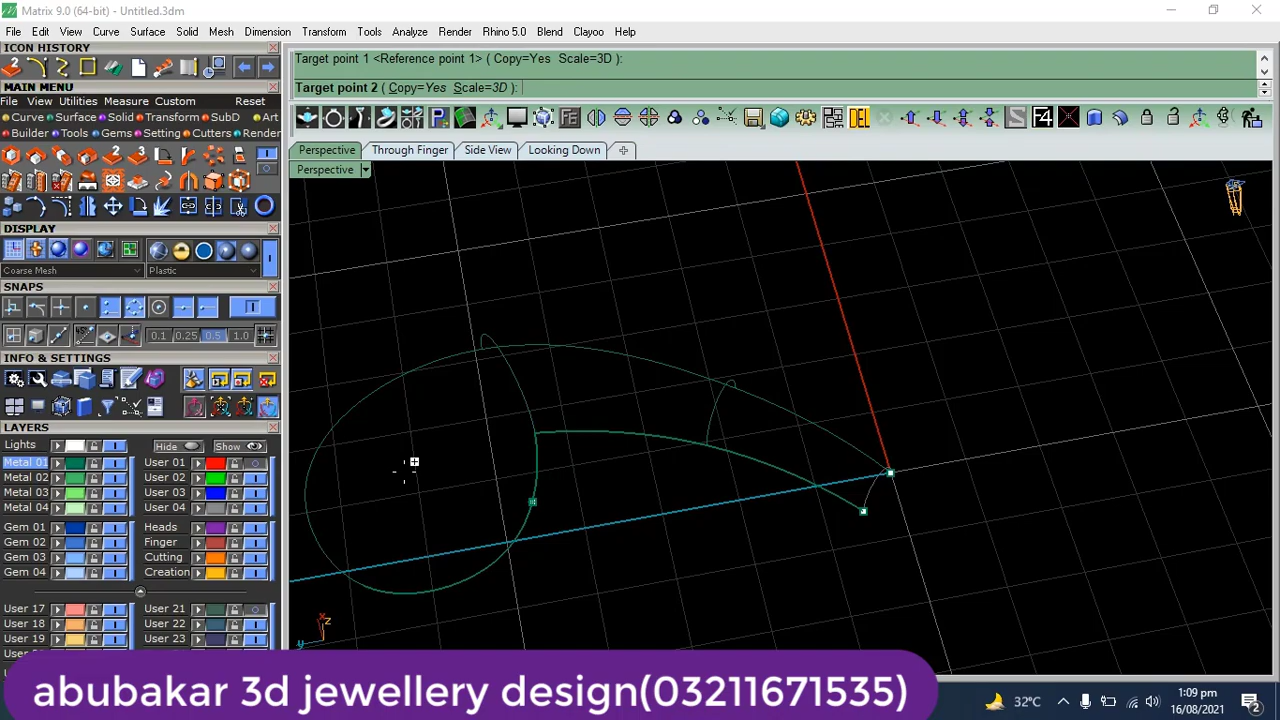 Matrix 9.0 (64-bit) - Untitled.3dm
File Edit View Curve Surface Solid Mesh Dimension Transform Tools Analyze Render Rhino 5.0 Blend Clayoo Help
ICON HISTORY
Target point 1 <Reference point 1> ( Copy=Yes Scale=3D ):
Target point 2 ( Copy=Yes Scale=3D ):
MAIN MENU
File View Utilities Measure Custom Reset
Curve Surface Solid Transform SubD Art
Builder Tools Gems Setting Cutters Render
F4
Perspective Through Finger Side View Looking Down
Perspective
DISPLAY
Coarse Mesh Plastic
SNAPS
0.1 0.25 0.5 1.0
INFO & SETTINGS
LAYERS
Lights Hide Show
Metal 01 User 01
Metal 02 User 02
Metal 03 User 03
Metal 04 User 04
Gem 01 Heads
Gem 02 Finger
Gem 03 Cutting
Gem 04 Creation
User 17 User 21
User 18 User 22
User 19 User 23
x
z
y
abubakar 3d jewellery design(03211671535)
32°C
1:09 pm
16/08/2021
2